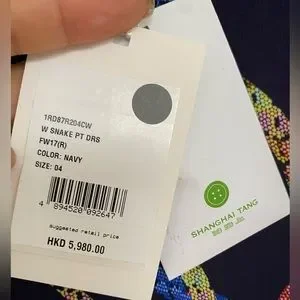 1RD87R204CW
W SNAKE PT DRS
FW17(R)
COLOR: NAVY
SIZE: 04
4 894520 092647
suggested retail price
HKD 5,980.00
SHANGHAI TANG